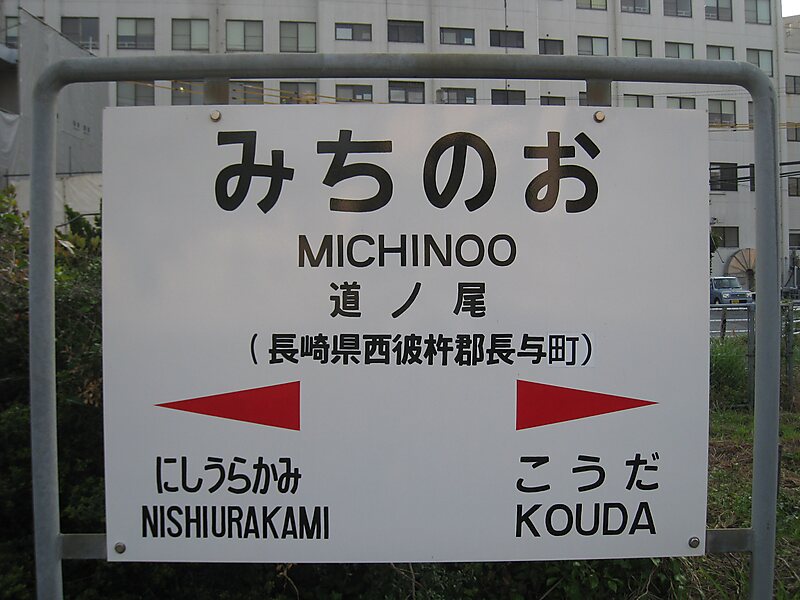 みちのお
MICHINOO
道ノ尾
(長崎県西彼杵郡長与町)
にしうらかみ
NISHIURAKAMI
こうだ
KOUDA